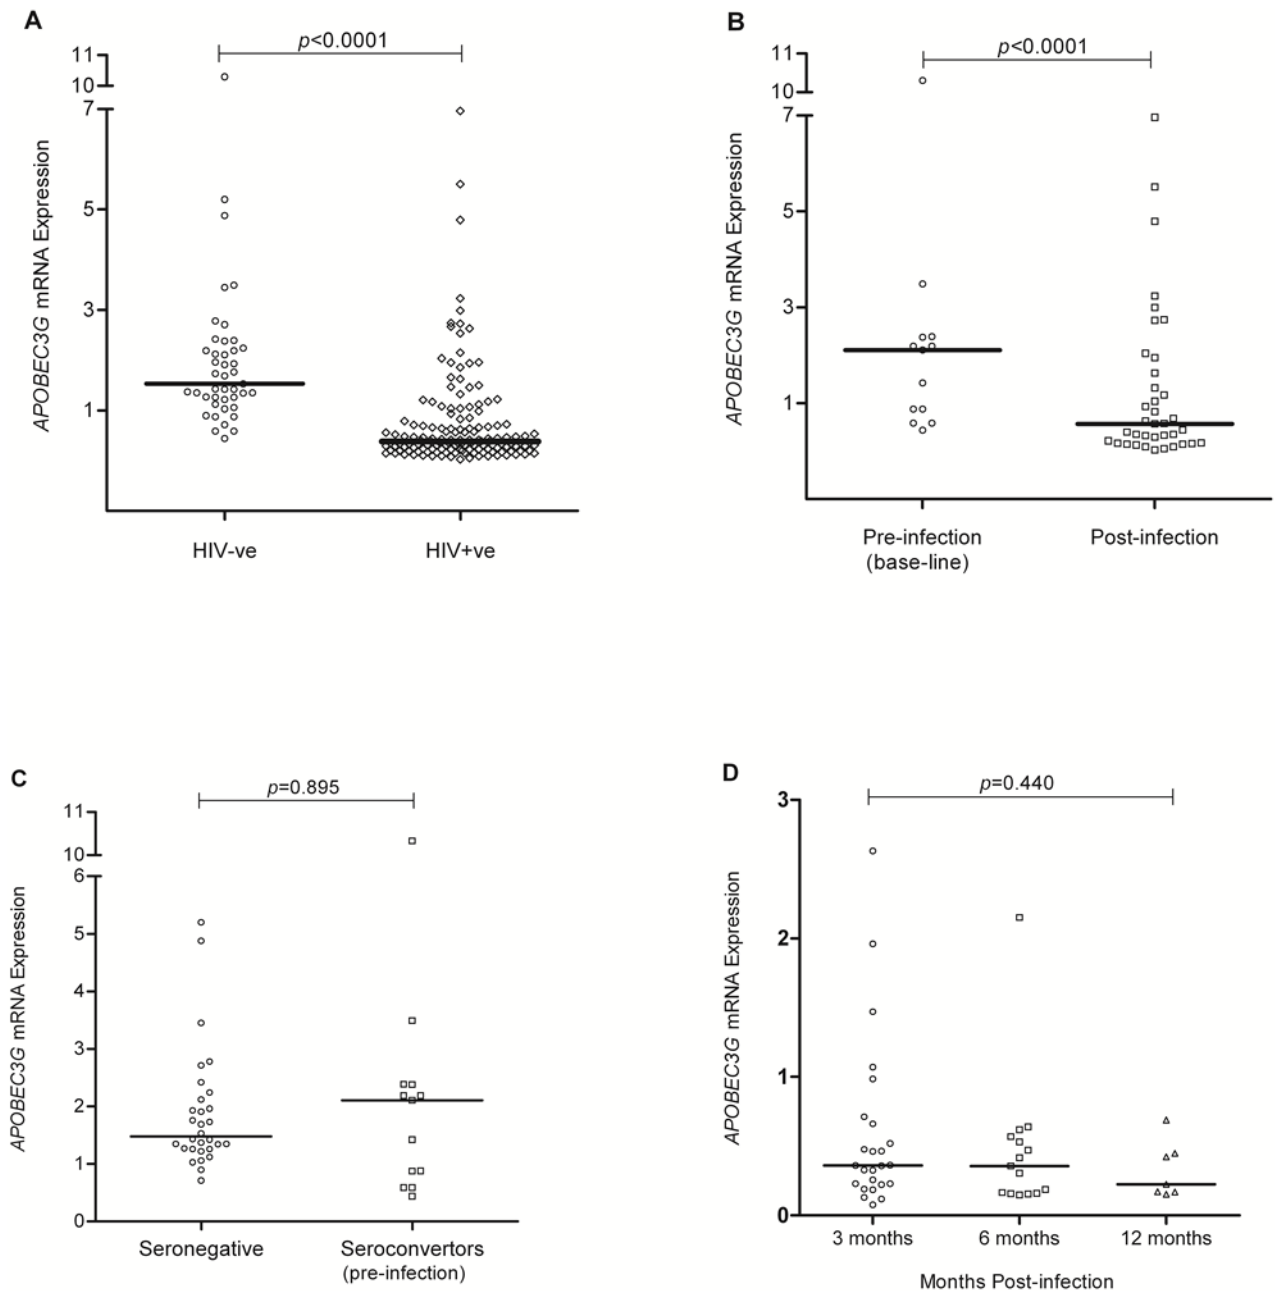 A
p<0.0001
11
10
7
5
3
1
APOBEC3G mRNA Expression
HIV-ve
HIV+ve
B
p<0.0001
11
10
7
5
3
1
APOBEC3G mRNA Expression
Pre-infection
(base-line)
Post-infection
C
p=0.895
11
10
6
5
4
3
2
1
0
APOBEC3G mRNA Expression
Seronegative
Seroconvertors
(pre-infection)
D
p=0.440
3
2
1
0
APOBEC3G mRNA Expression
3 months
6 months
12 months
Months Post-infection